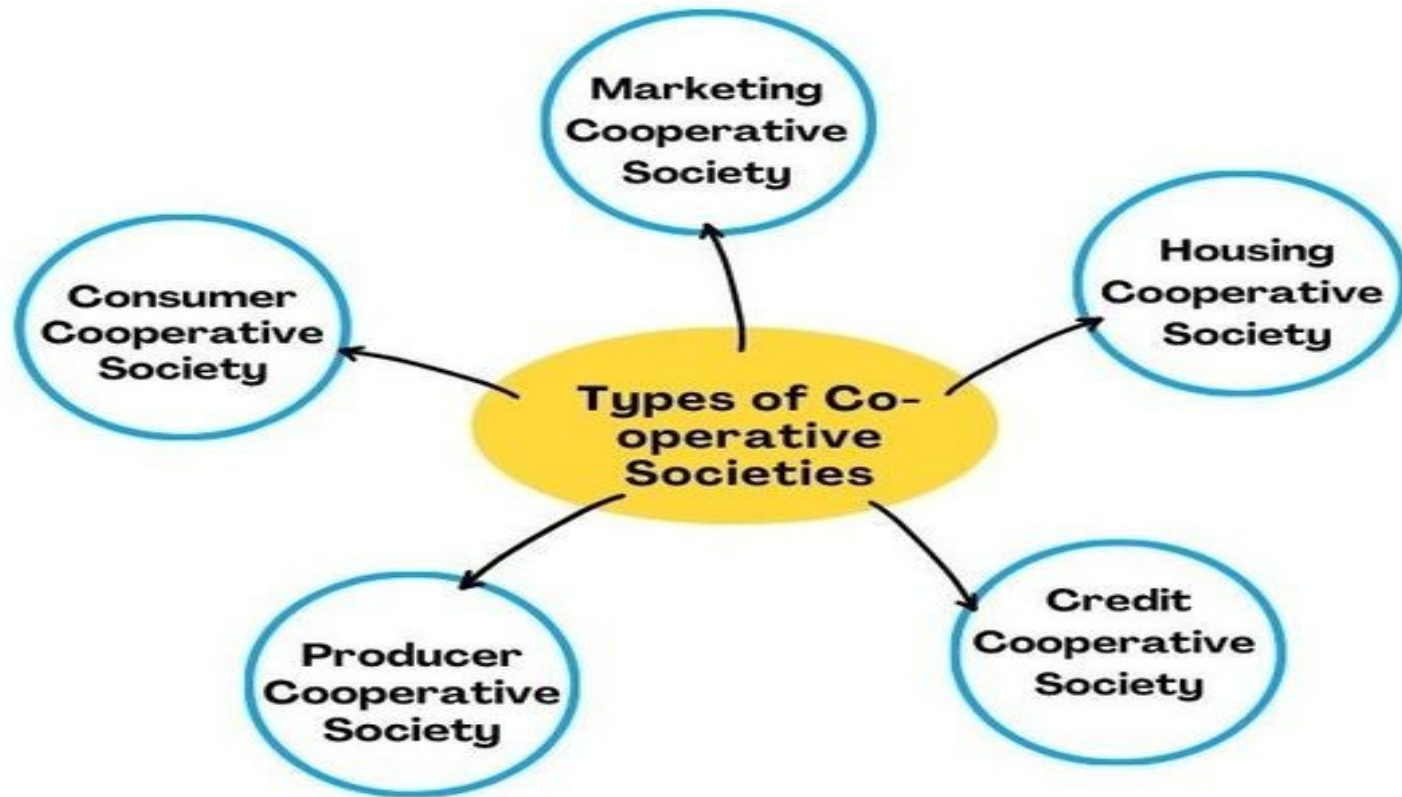 Marketing
Cooperative
Society
Housing
Cooperative
Society
Consumer
Cooperative
Society
Types of Co-
operative
Societies
Credit
Cooperative
Society
Producer
Cooperative
Society